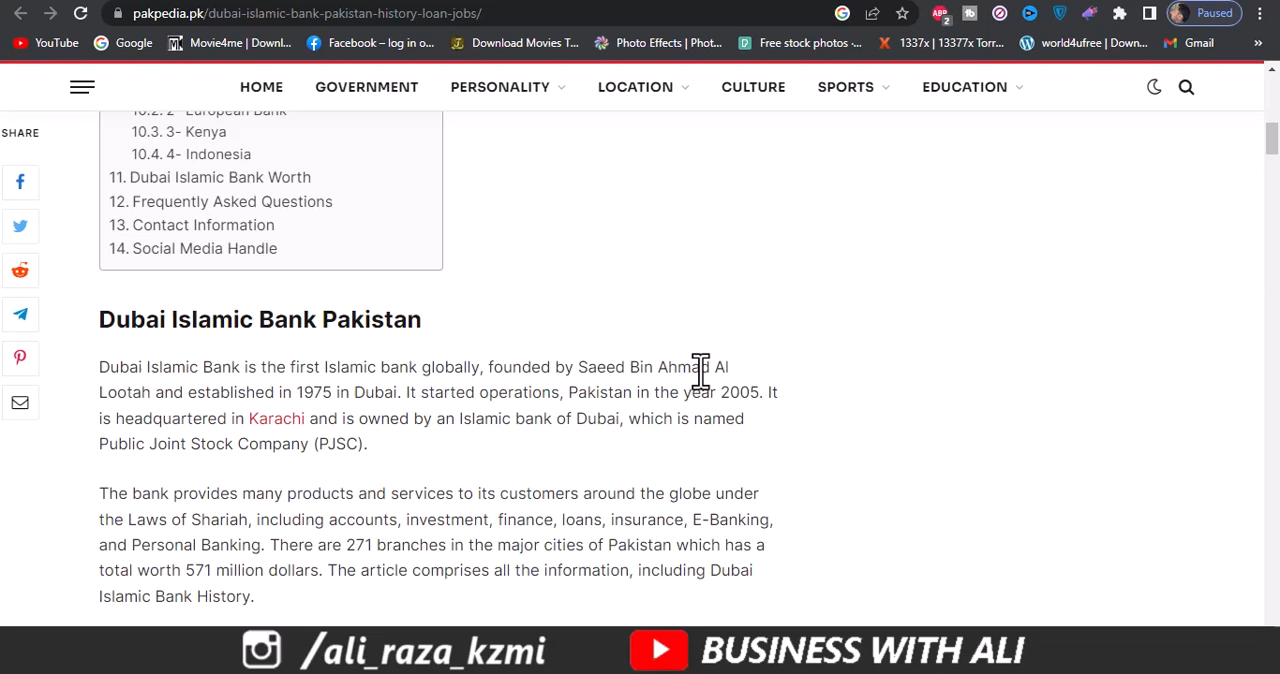 pakpedia.pk/dubai-islamic-bank-pakistan-history-loan-jobs/
2
Paused
YouTube
Google
Movie4me | Downl...
Facebook – log in o...
Download Movies T...
Photo Effects | Phot...
Free stock photos -...
1337x | 13377x Torr...
world4ufree | Down...
Gmail
»
HOME
GOVERNMENT
PERSONALITY
LOCATION
CULTURE
SPORTS
EDUCATION
SHARE
10.2. 2- European Bank
10.3. 3- Kenya
10.4. 4- Indonesia
11. Dubai Islamic Bank Worth
12. Frequently Asked Questions
13. Contact Information
14. Social Media Handle
Dubai Islamic Bank Pakistan
Dubai Islamic Bank is the first Islamic bank globally, founded by Saeed Bin Ahmad Al
Lootah and established in 1975 in Dubai. It started operations, Pakistan in the year 2005. It
is headquartered in Karachi and is owned by an Islamic bank of Dubai, which is named
Public Joint Stock Company (PJSC).
The bank provides many products and services to its customers around the globe under
the Laws of Shariah, including accounts, investment, finance, loans, insurance, E-Banking,
and Personal Banking. There are 271 branches in the major cities of Pakistan which has a
total worth 571 million dollars. The article comprises all the information, including Dubai
Islamic Bank History.
/ali_raza_kzmi
BUSINESS WITH ALI